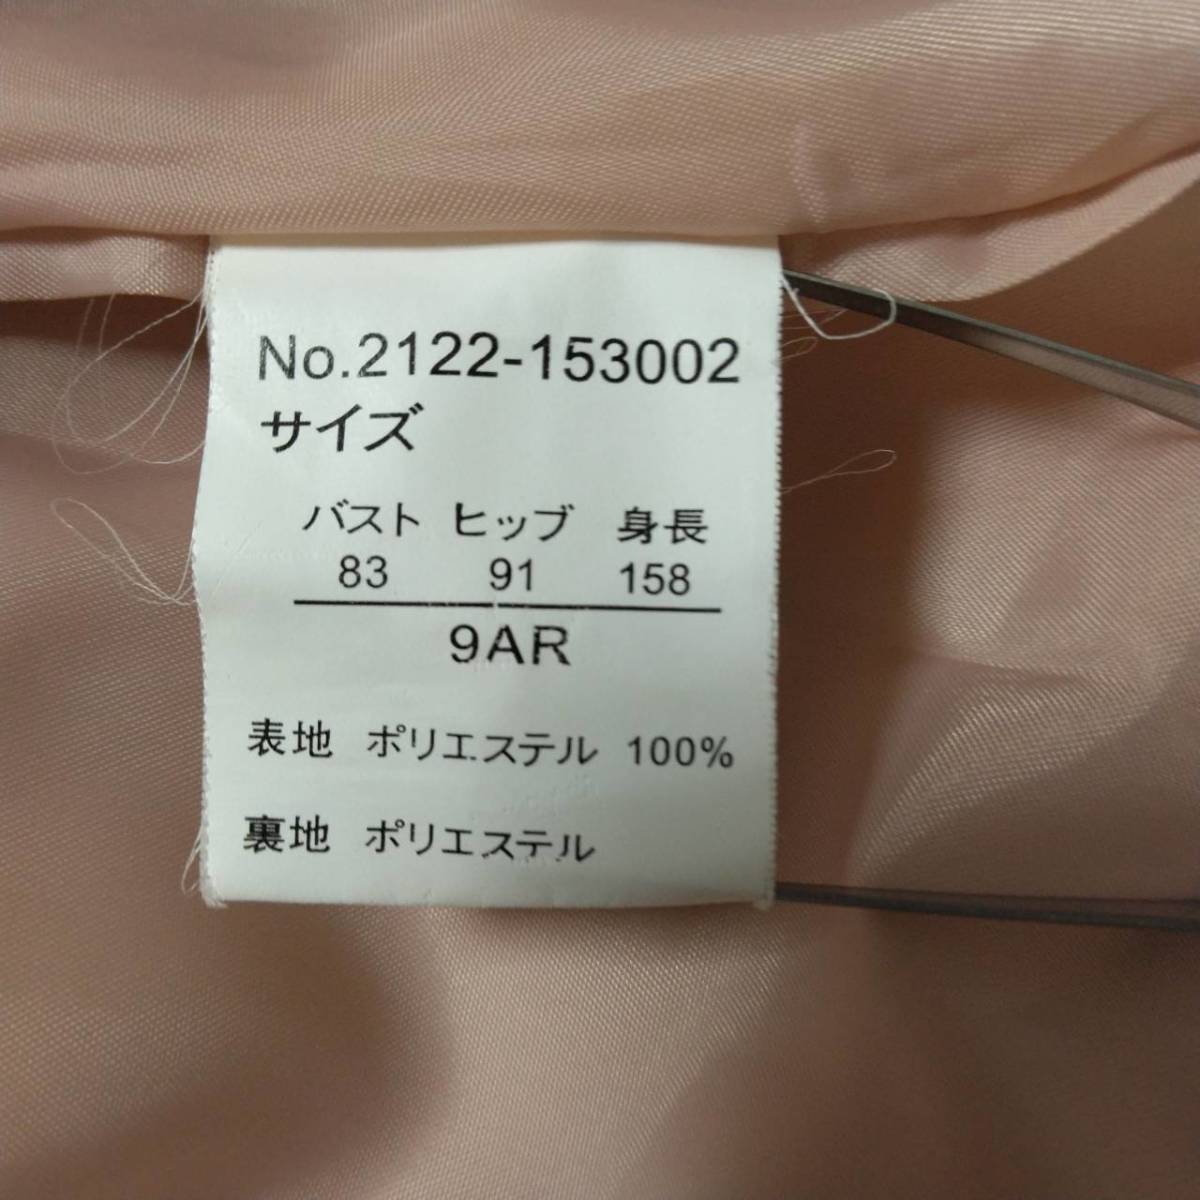 No.2122-153002
サイズ
バスト ヒップ 身長
83 91 158
9AR
表地 ポリエステル 100%
裏地 ポリエステル